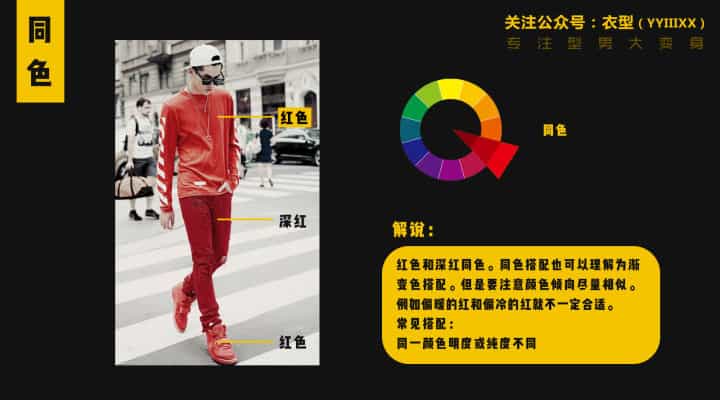 同色
关注公众号：衣型（YYIIIXX）
专注型男大变身
红色
深红
红色
同色
解说：
红色和深红同色。同色搭配也可以理解为渐
变色搭配。但是要注意颜色倾向尽量相似。
例如偏暖的红和偏冷的红就不一定合适。
常见搭配：
同一颜色明度或纯度不同